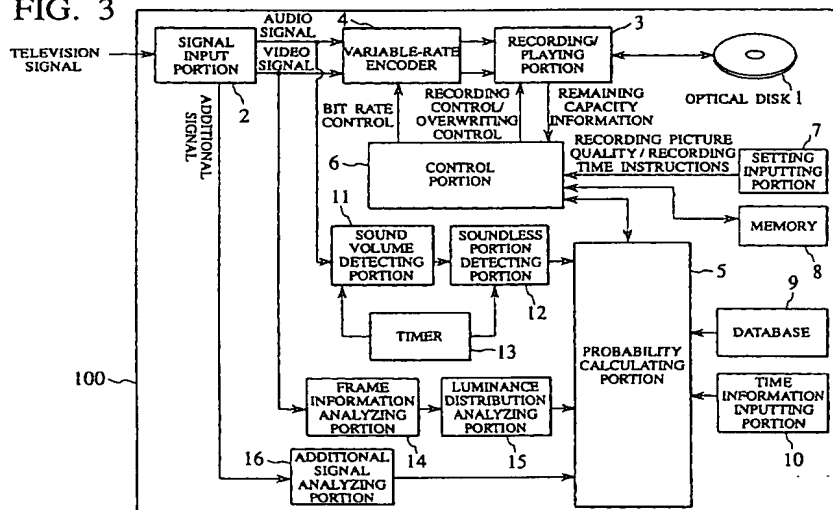 FIG. 3
100
TELEVISION
SIGNAL
SIGNAL
INPUT
PORTION
2
AUDIO
SIGNAL
VIDEO
SIGNAL
ADDITIONAL
SIGNAL
4
VARIABLE-RATE
ENCODER
3
RECORDING/
PLAYING
PORTION
OPTICAL DISK 1
BIT RATE
CONTROL
RECORDING
CONTROL/
OVERWRITING
CONTROL
REMAINING
CAPACITY
INFORMATION
6
CONTROL
PORTION
RECORDING PICTURE
QUALITY/RECORDING
TIME INSTRUCTIONS
7
SETTING
INPUTTING
PORTION
MEMORY
8
11
SOUND
VOLUME
DETECTING
PORTION
SOUNDLESS
PORTION
DETECTING
PORTION
12
TIMER
13
5
PROBABILITY
CALCULATING
PORTION
9
DATABASE
TIME
INFORMATION
INPUTTING
PORTION
10
FRAME
INFORMATION
ANALYZING
PORTION
14
LUMINANCE
DISTRIBUTION
ANALYZING
PORTION
15
16
ADDITIONAL
SIGNAL
ANALYZING
PORTION